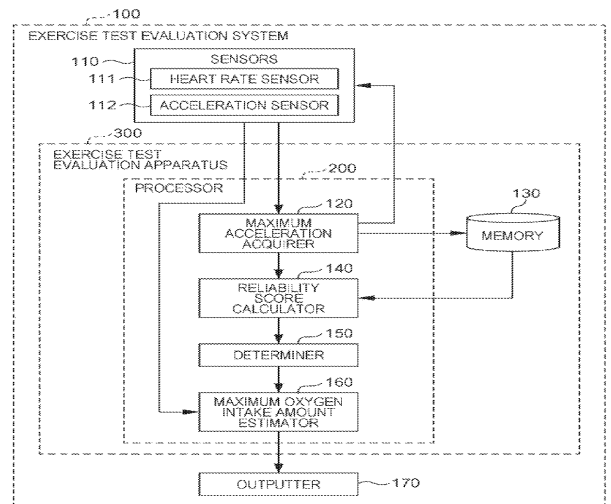 100
EXERCISE TEST EVALUATION SYSTEM
110
SENSORS
111
HEART RATE SENSOR
112
ACCELERATION SENSOR
300
EXERCISE TEST
EVALUATION APPARATUS
200
PROCESSOR
120
MAXIMUM
ACCELERATION
ACQUIRER
130
MEMORY
140
RELIABILITY
SCORE
CALCULATOR
150
DETERMINER
160
MAXIMUM OXYGEN
INTAKE AMOUNT
ESTIMATOR
OUTPUTTER
170